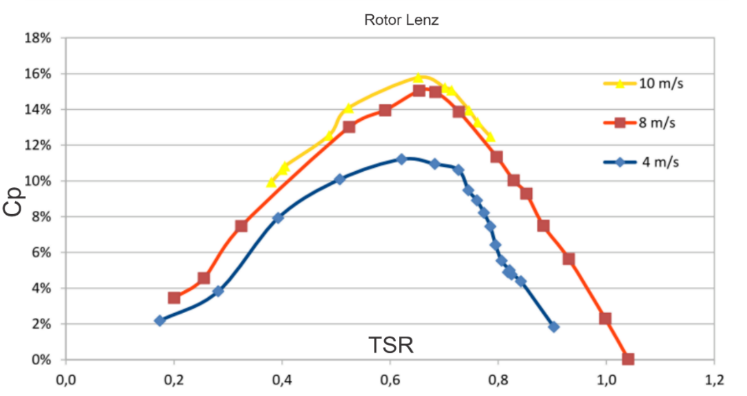 Rotor Lenz
18%
16%
14%
12%
10%
8%
6%
4%
2%
0%
Cp
10 m/s
8 m/s
4 m/s
TSR
0,0
0,2
0,4
0,6
0,8
1,0
1,2